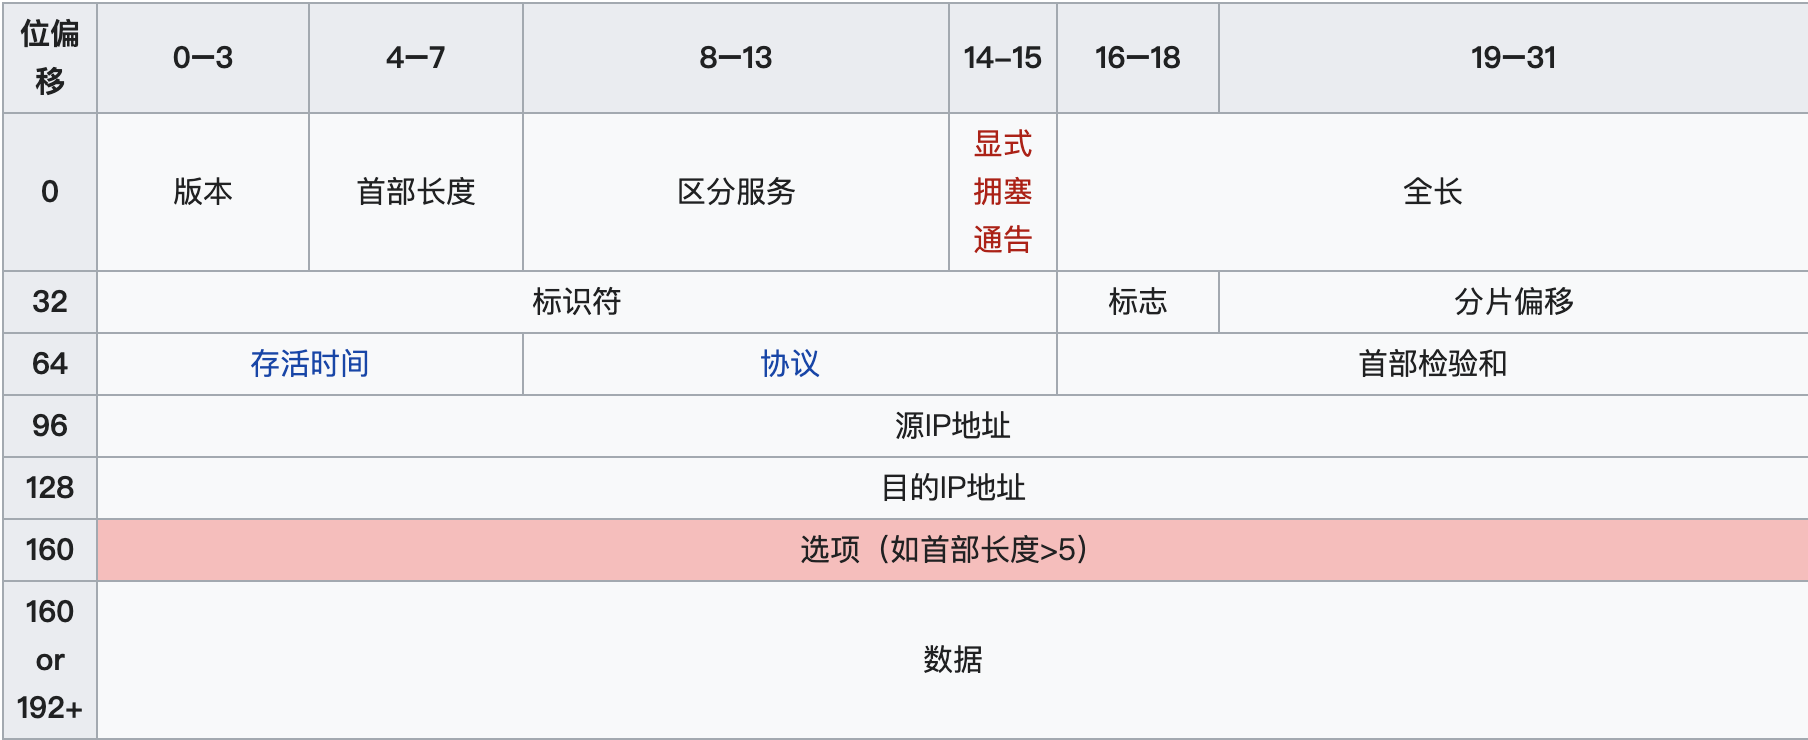 位偏
移
0—3
4—7
8—13
14–15
16—18
19—31
0
版本
首部长度
区分服务
显式
拥塞
通告
全长
32
标识符
标志
分片偏移
64
存活时间
协议
首部检验和
96
源IP地址
128
目的IP地址
160
选项（如首部长度>5）
160
or
192+
数据